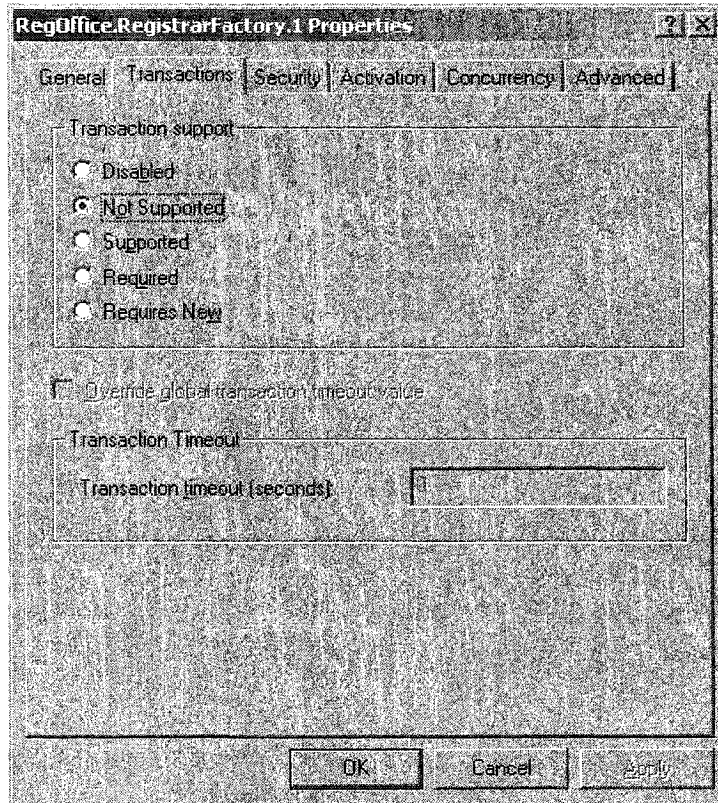 RegOffice.RegistrarFactory.1 Properties ? X
General Transactions Security Activation Concurrency Advanced
Transaction support
Disabled
Not Supported
Supported
Required
Requires New
Override global transaction timeout value
Transaction Timeout
Transaction timeout (seconds):
OK Cancel Apply